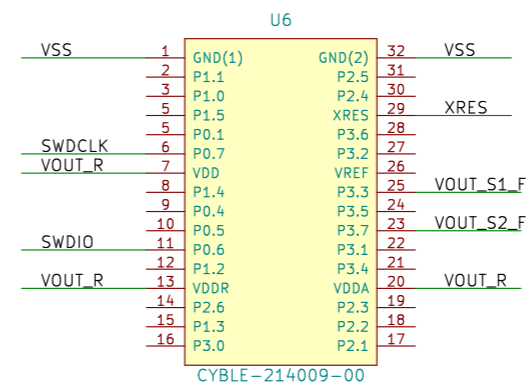 U6
VSS 1 GND(1) GND(2) 32 VSS
2 P1.1 P2.5 31
3 P1.0 P2.4 30
5 P1.5 XRES 29 XRES
5 P0.1 P3.6 28
SWDCLK 6 P0.7 P3.2 27
VOUT_R 7 VDD VREF 26
8 P1.4 P3.3 25 VOUT_S1_F
9 P0.4 P3.5 24
10 P0.5 P3.7 23 VOUT_S2_F
SWDIO 11 P0.6 P3.1 22
12 P1.2 P3.4 21
VOUT_R 13 VDDR VDDA 20 VOUT_R
14 P2.6 P2.3 19
15 P1.3 P2.2 18
16 P3.0 P2.1 17
CYBLE-214009-00